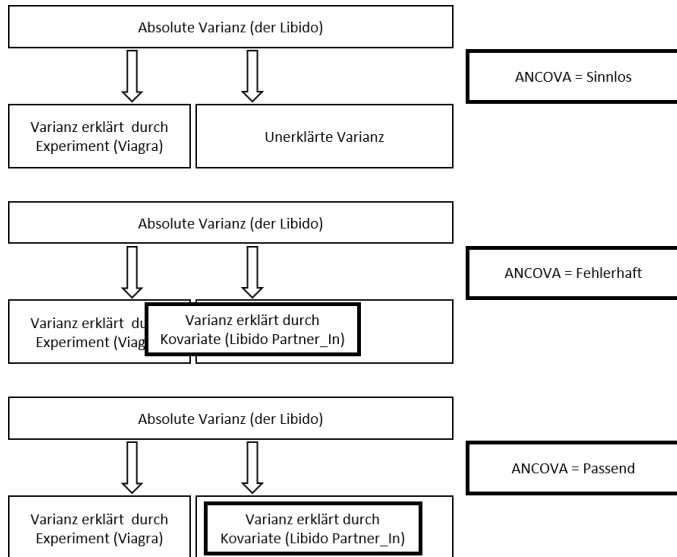 Absolute Varianz (der Libido)
ANCOVA = Sinnlos
Varianz erklärt durch
Experiment (Viagra)
Unerklärte Varianz
Absolute Varianz (der Libido)
ANCOVA = Fehlerhaft
Varianz erklärt du
Experiment (Viag
Varianz erklärt durch
Kovariate (Libido Partner_In)
Absolute Varianz (der Libido)
ANCOVA = Passend
Varianz erklärt durch
Experiment (Viagra)
Varianz erklärt durch
Kovariate (Libido Partner_In)